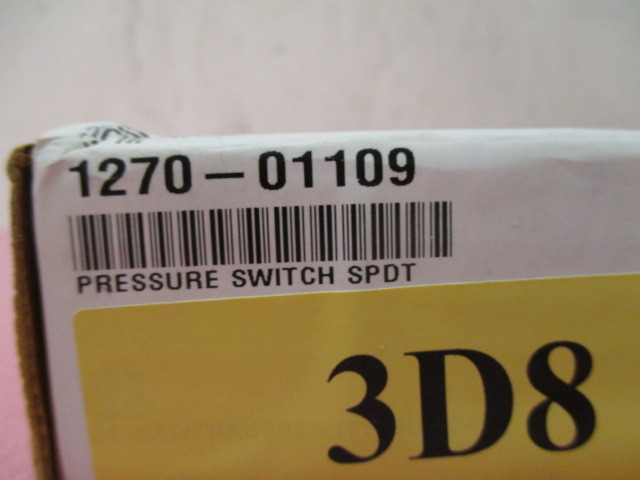 1270-01109
PRESSURE SWITCH SPDT
3D8